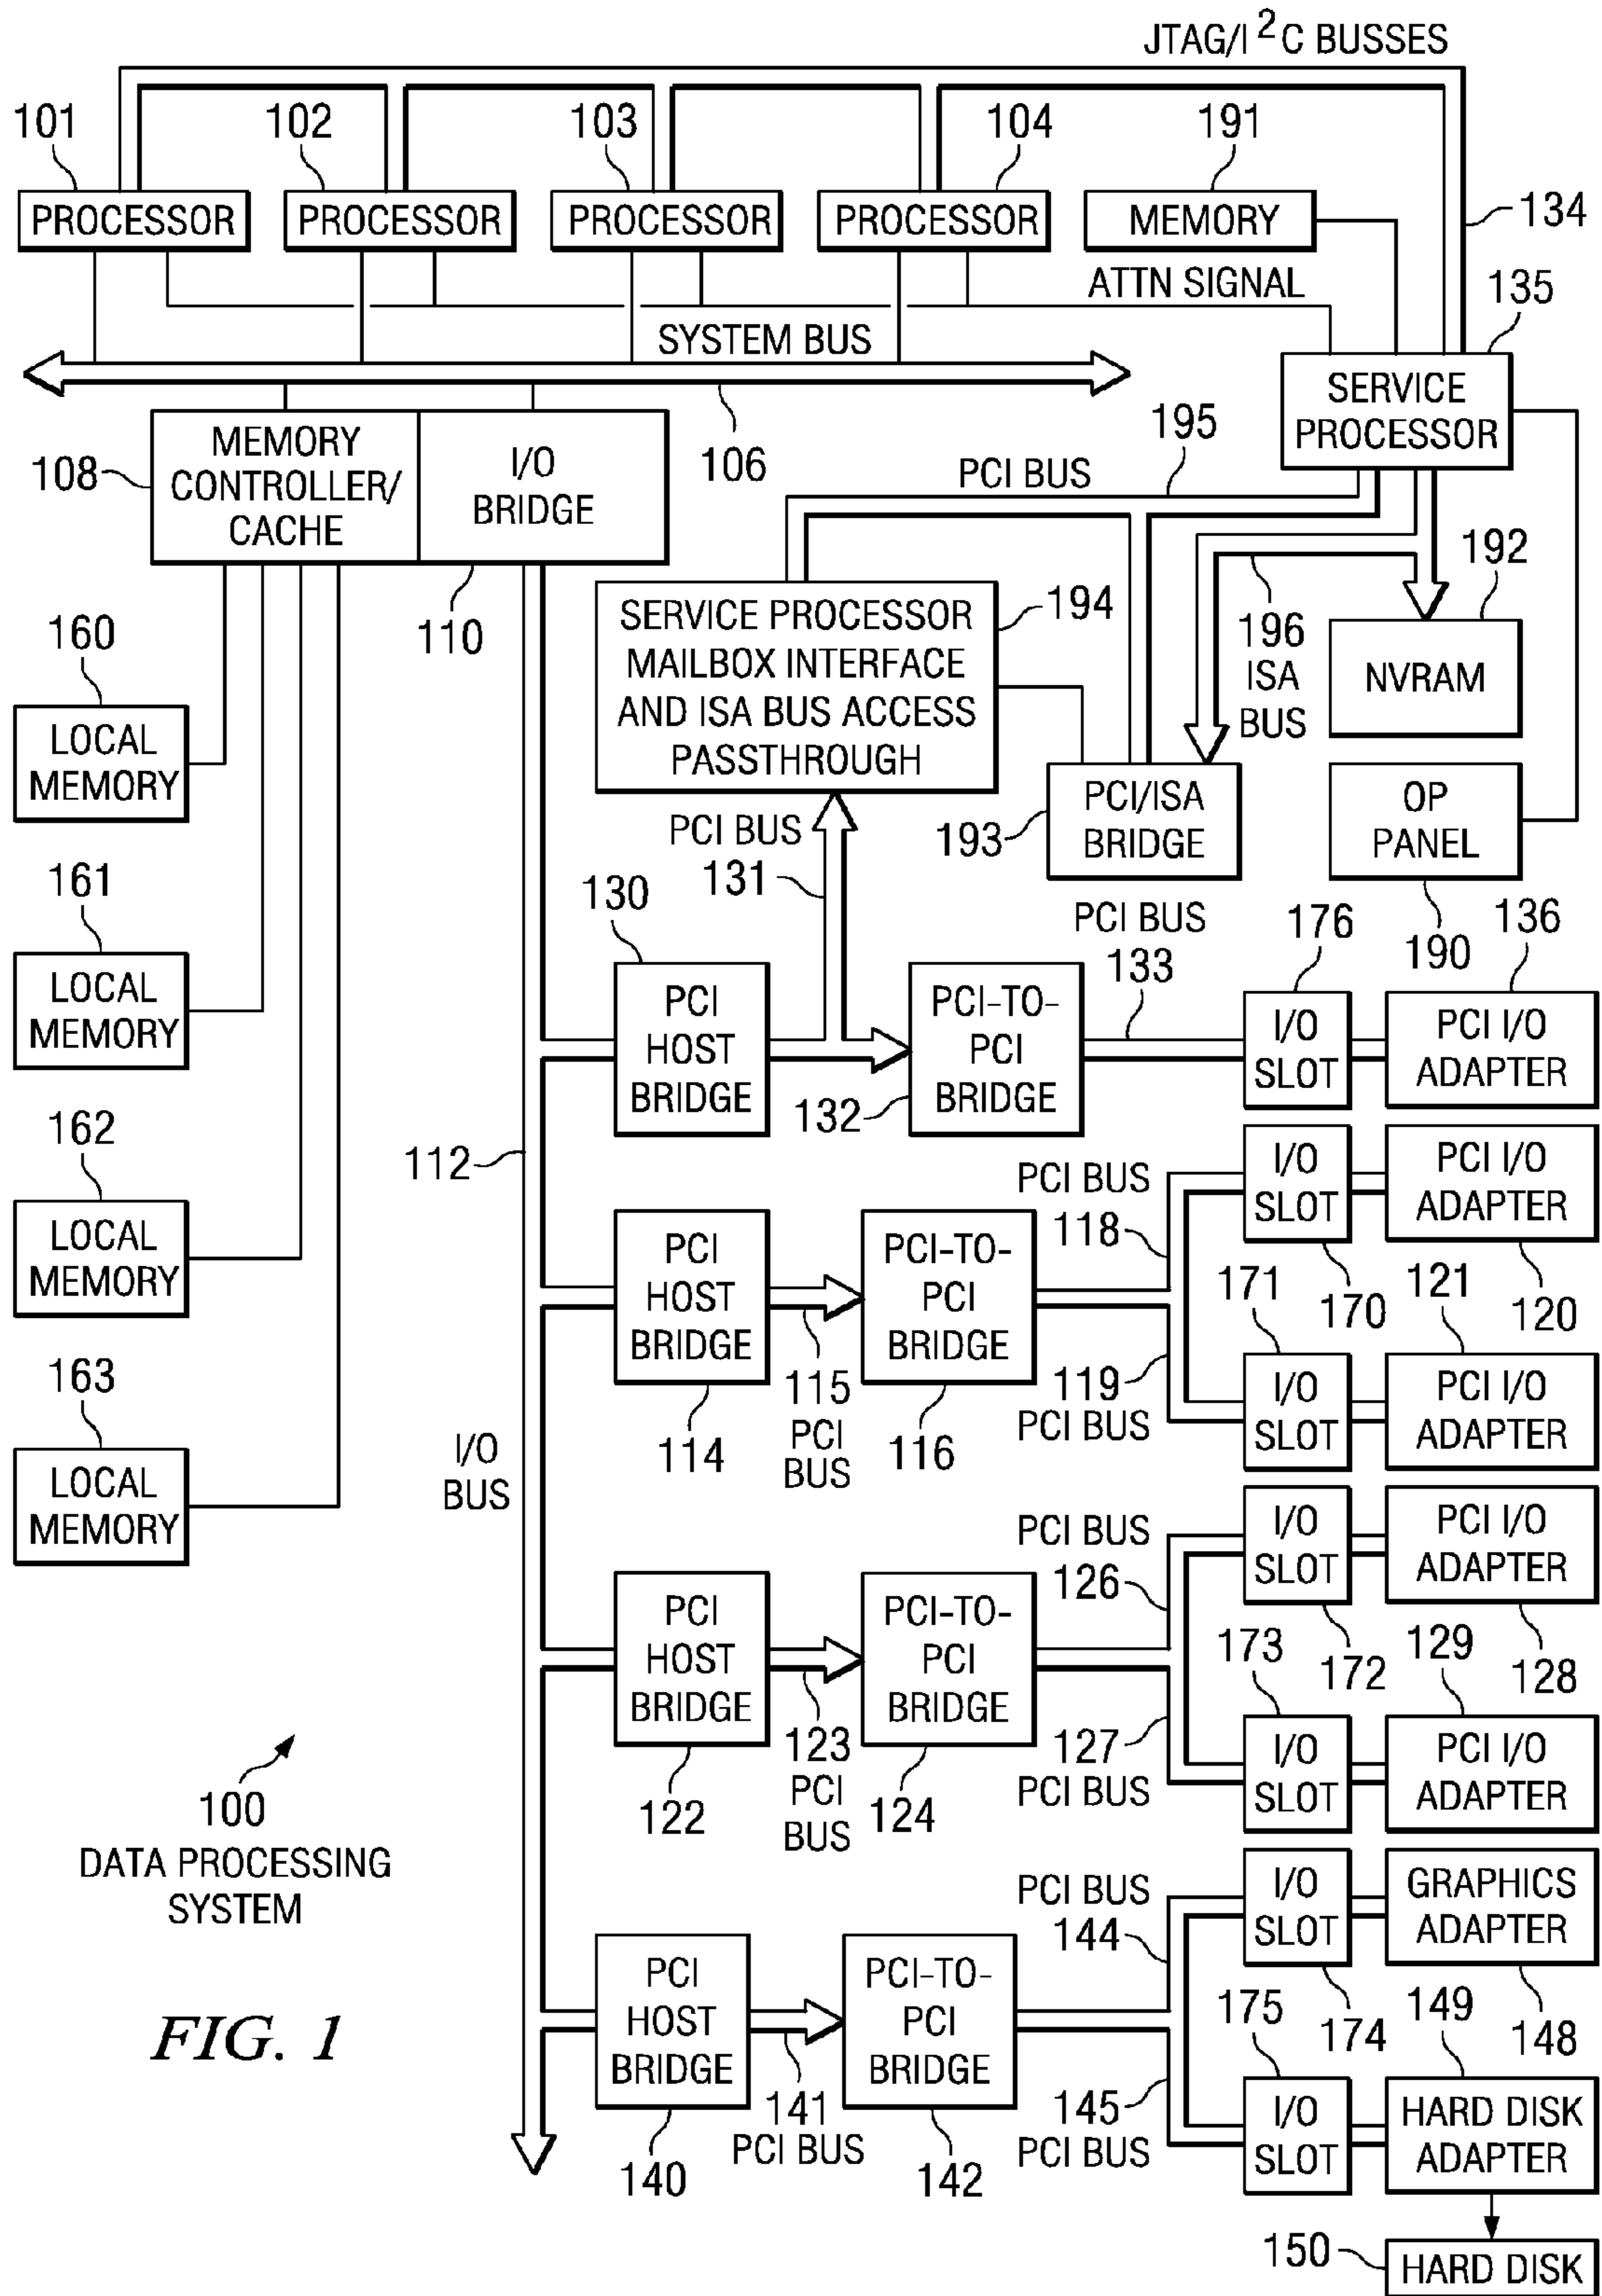 JTAG/I²C BUSSES
101
102
103
104
191
PROCESSOR
PROCESSOR
PROCESSOR
PROCESSOR
MEMORY
134
ATTN SIGNAL
135
SYSTEM BUS
SERVICE
PROCESSOR
108
MEMORY
CONTROLLER/
CACHE
I/O
BRIDGE
106
195
PCI BUS
110
192
SERVICE PROCESSOR
MAILBOX INTERFACE
AND ISA BUS ACCESS
PASSTHROUGH
194
196
ISA
BUS
NVRAM
160
LOCAL
MEMORY
PCI BUS
131
193
PCI/ISA
BRIDGE
OP
PANEL
190
161
LOCAL
MEMORY
130
PCI
HOST
BRIDGE
132
PCI-TO-
PCI
BRIDGE
PCI BUS
133
176
I/O
SLOT
136
PCI I/O
ADAPTER
162
LOCAL
MEMORY
112
PCI
HOST
BRIDGE
114
115
PCI
BUS
PCI-TO-
PCI
BRIDGE
116
PCI BUS
118
I/O
SLOT
170
PCI I/O
ADAPTER
120
119
PCI BUS
171
I/O
SLOT
121
PCI I/O
ADAPTER
163
LOCAL
MEMORY
I/O
BUS
PCI
HOST
BRIDGE
122
123
PCI
BUS
PCI-TO-
PCI
BRIDGE
124
PCI BUS
126
I/O
SLOT
172
PCI I/O
ADAPTER
128
127
PCI BUS
173
I/O
SLOT
129
PCI I/O
ADAPTER
100
DATA PROCESSING
SYSTEM
PCI
HOST
BRIDGE
140
141
PCI BUS
PCI-TO-
PCI
BRIDGE
142
PCI BUS
144
I/O
SLOT
174
GRAPHICS
ADAPTER
148
145
PCI BUS
175
I/O
SLOT
149
HARD DISK
ADAPTER
150
HARD DISK
FIG. 1